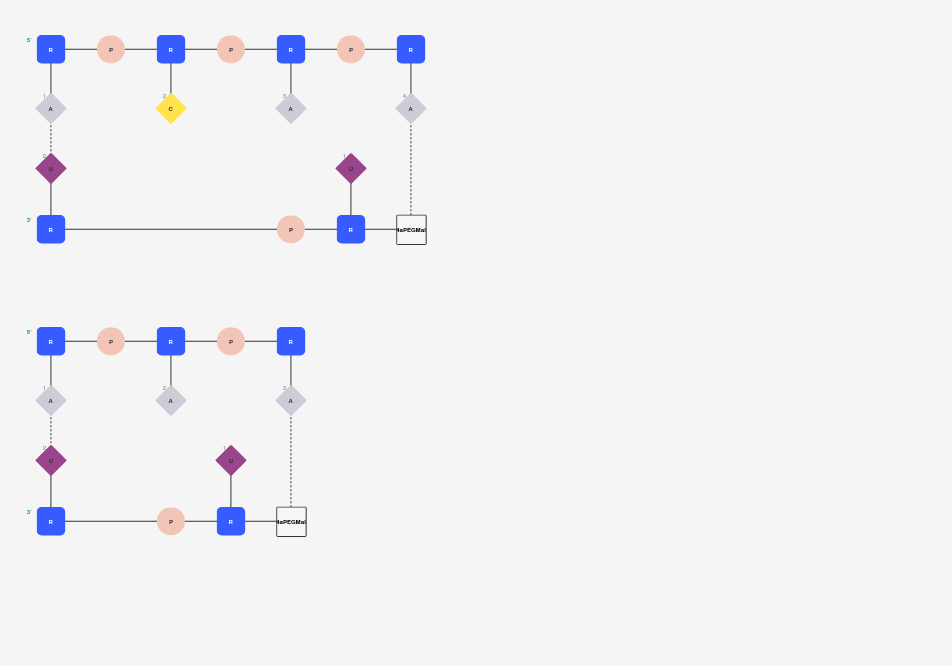 5' R P R P R P R
1 2 3 4
A C A A
2 1
U U
3' R P R 4aPEGMal
5' R P R P R
1 2 3
A A A
2 1
U U
3' R P R 4aPEGMal